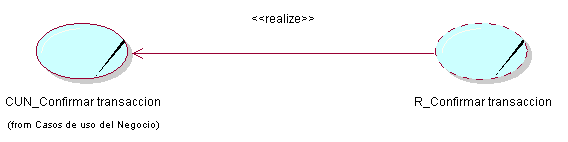 <<realize>>
CUN_Confirmar transaccion
R_Confirmar transaccion
(from Casos de uso del Negocio)